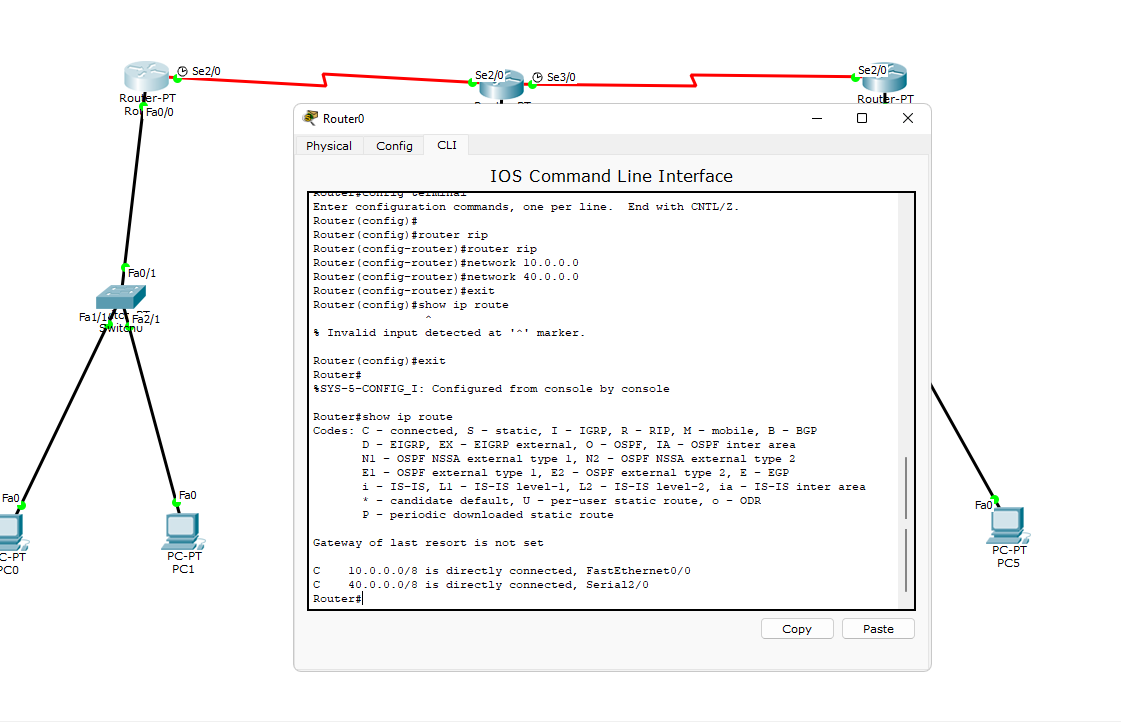 Se2/0
Se2/0
Se3/0
Se2/0
Router-PT
Fa0/0
Router-PT
Router0
Physical
Config
CLI
IOS Command Line Interface
Router#config terminal
Enter configuration commands, one per line.  End with CNTL/Z.
Router(config)#
Router(config)#router rip
Router(config-router)#router rip
Router(config-router)#network 10.0.0.0
Router(config-router)#network 40.0.0.0
Router(config-router)#exit
Router(config)#show ip route
^
% Invalid input detected at '^' marker.
Router(config)#exit
Router#
%SYS-5-CONFIG_I: Configured from console by console
Router#show ip route
Codes: C - connected, S - static, I - IGRP, R - RIP, M - mobile, B - BGP
D - EIGRP, EX - EIGRP external, O - OSPF, IA - OSPF inter area
N1 - OSPF NSSA external type 1, N2 - OSPF NSSA external type 2
E1 - OSPF external type 1, E2 - OSPF external type 2, E - EGP
i - IS-IS, L1 - IS-IS level-1, L2 - IS-IS level-2, ia - IS-IS inter area
* - candidate default, U - per-user static route, o - ODR
P - periodic downloaded static route
Gateway of last resort is not set
C    10.0.0.0/8 is directly connected, FastEthernet0/0
C    40.0.0.0/8 is directly connected, Serial2/0
Router#
Copy
Paste
Fa0/1
Fa1/1
Fa2/1
Fa0
Fa0
Fa0
C-PT
PC0
PC-PT
PC1
PC-PT
PC5